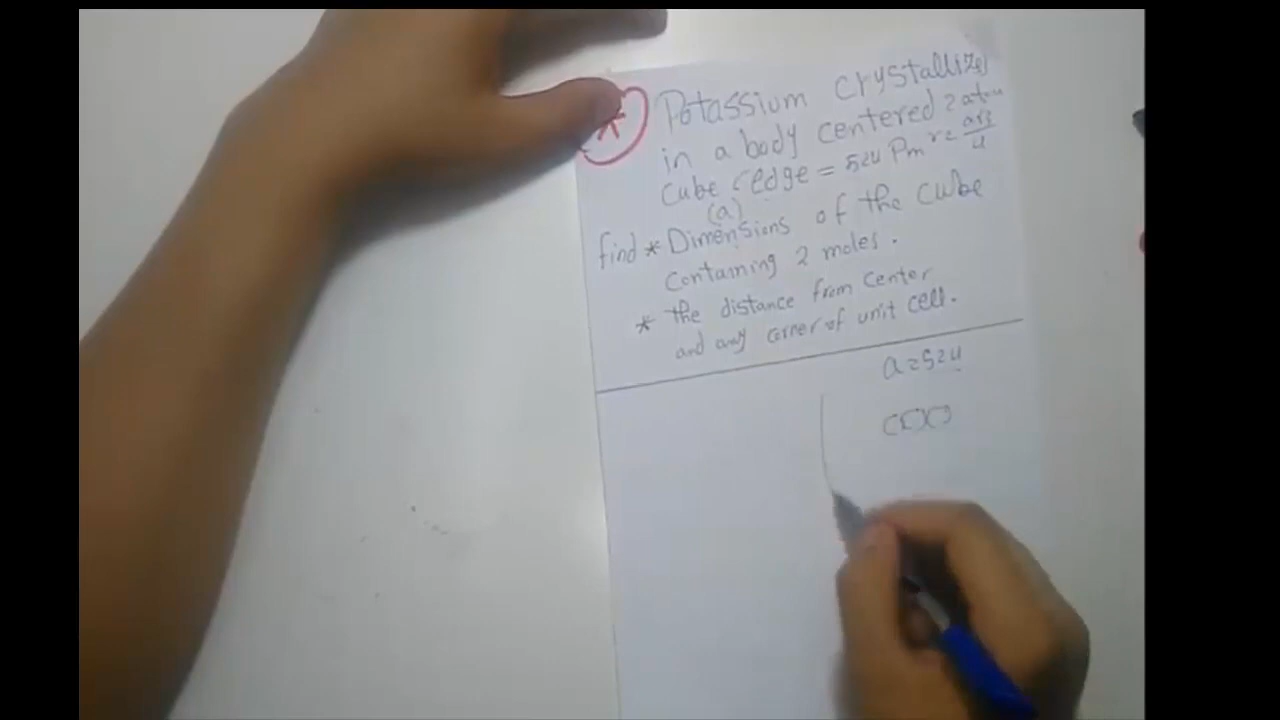 *
Potassium crystallizes
in a body centered 2 atom
cube edge = 524 Pm r = a√3/4
(a)
find * Dimensions of the cube
Containing 2 moles.
* the distance from center
and any corner of unit cell.
a=524